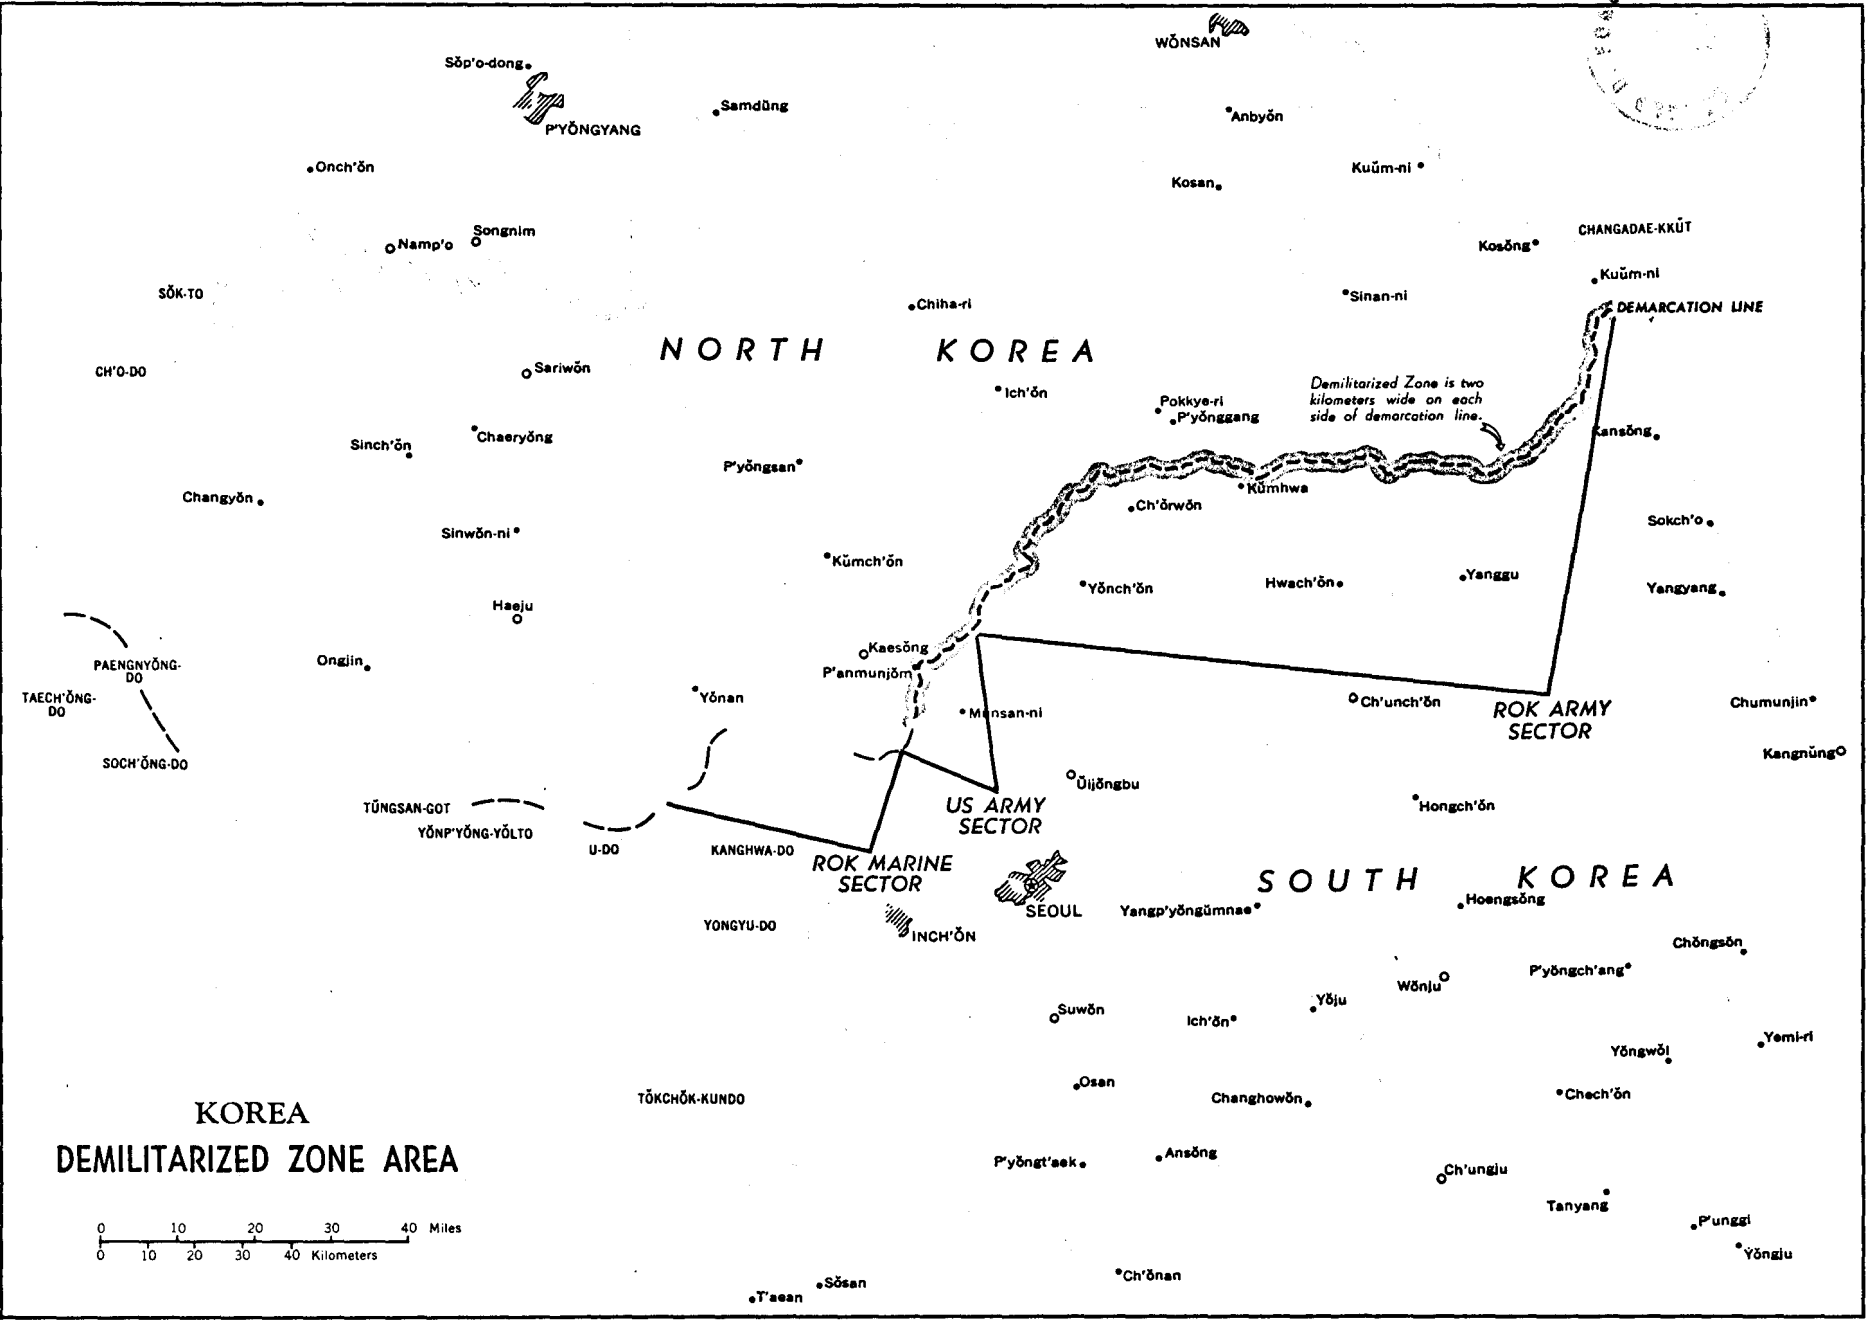 WŎNSAN
Sŏp'o-dong
P'YŎNGYANG
Samdŭng
Anbyŏn
Onch'ŏn
Kuŭm-ni
Kosan
Songnim
Namp'o
CHANGADAE-KKŬT
Kosŏng
Kuŭm-ni
SŎK-TO
Chiha-ri
Sinan-ni
DEMARCATION LINE
NORTH KOREA
CH'O-DO
Sariwŏn
Ich'ŏn
Demilitarized Zone is two
kilometers wide on each
side of demarcation line.
Pokkye-ri
P'yŏnggang
Kansŏng
Sinch'ŏn
Chaeryŏng
P'yŏngsan
Changyŏn
Kŭmhwa
Ch'ŏrwŏn
Sokch'o
Sinwŏn-ni
Kŭmch'ŏn
Yŏnch'ŏn
Hwach'ŏn
Yanggu
Yangyang
Haeju
Kaesŏng
P'anmunjŏm
Ongjin
PAENGNYŎNG-
DO
TAECH'ŎNG-
DO
Yŏnan
Munsan-ni
Ch'unch'ŏn
ROK ARMY
SECTOR
Chumunjin
Kangnŭng
SOCH'ŎNG-DO
Ŭijŏngbu
US ARMY
SECTOR
Hongch'ŏn
TŬNGSAN-GOT
YŎNP'YŎNG-YŎLTO
U-DO
KANGHWA-DO
ROK MARINE
SECTOR
SOUTH KOREA
SEOUL
Yangp'yŏngŭmnae
Hoengsŏng
YONGYU-DO
INCH'ŎN
Chŏngsŏn
P'yŏngch'ang
Wŏnju
Suwŏn
Ich'ŏn
Yŏju
Yemi-ri
Yŏngwŏl
Osan
Changhowŏn
Chech'ŏn
TŎKCHŎK-KUNDO
KOREA
DEMILITARIZED ZONE AREA
P'yŏngt'aek
Ansŏng
Ch'ungju
Tanyang
P'unggi
Yŏngju
0 10 20 30 40 Miles
0 10 20 30 40 Kilometers
Ch'ŏnan
Sŏsan
T'aean